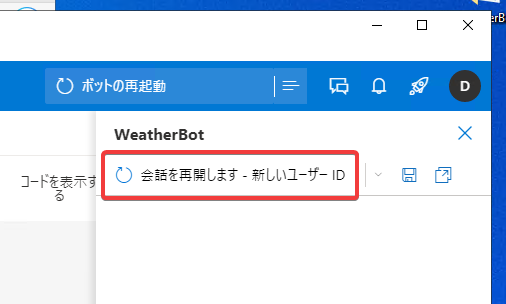 erB
ボットの再起動
D
WeatherBot
会話を再開します - 新しいユーザー ID
コードを表示す
る